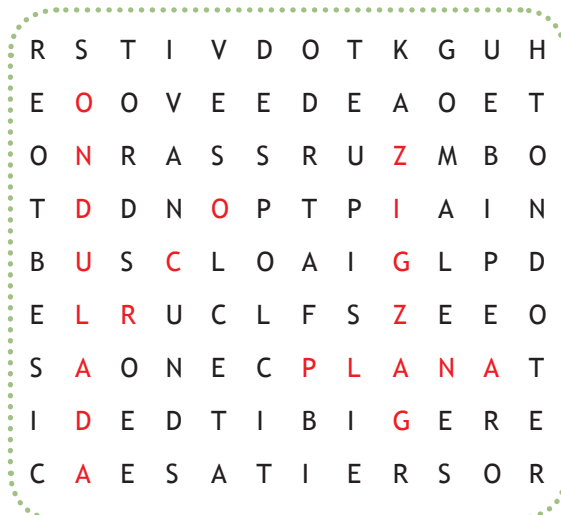 R S T I V D O T K G U H
E O O V E E D E A O E T
O N R A S S R U Z M B O
T D D N O P T P I A I N
B U S C L O A I G L P D
E L R U C L F S Z E E O
S A O N E C P L A N A T
I D E D T I B I G E R E
C A E S A T I E R S O R